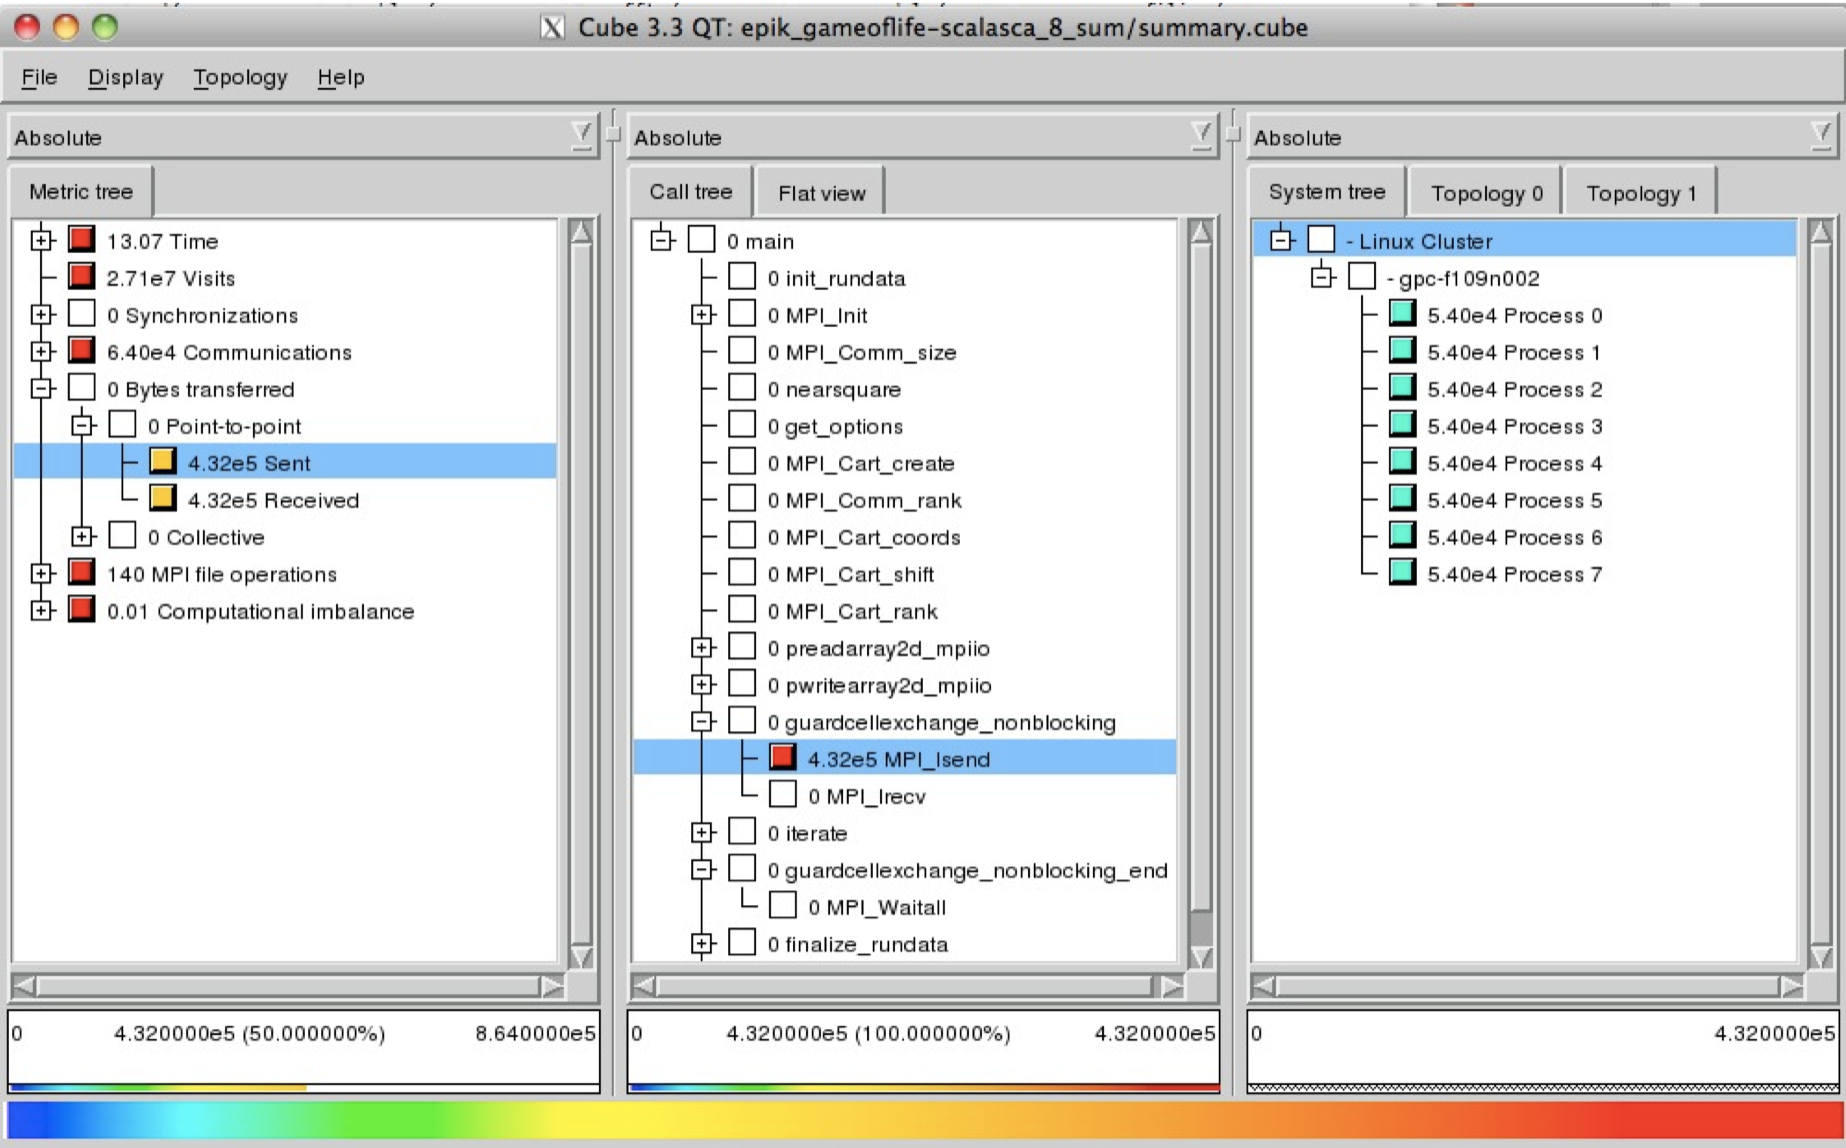 Cube 3.3 QT: epik_gameoflife-scalasca_8_sum/summary.cube
File Display Topology Help
Absolute
Metric tree
13.07 Time
2.71e7 Visits
0 Synchronizations
6.40e4 Communications
0 Bytes transferred
0 Point-to-point
4.32e5 Sent
4.32e5 Received
0 Collective
140 MPI file operations
0.01 Computational imbalance
0 4.320000e5 (50.000000%) 8.640000e5
Absolute
Call tree Flat view
0 main
0 init_rundata
0 MPI_Init
0 MPI_Comm_size
0 nearsquare
0 get_options
0 MPI_Cart_create
0 MPI_Comm_rank
0 MPI_Cart_coords
0 MPI_Cart_shift
0 MPI_Cart_rank
0 preadarray2d_mpiio
0 pwritearray2d_mpiio
0 guardcellexchange_nonblocking
4.32e5 MPI_Isend
0 MPI_Irecv
0 iterate
0 guardcellexchange_nonblocking_end
0 MPI_Waitall
0 finalize_rundata
0 4.320000e5 (100.000000%) 4.320000e5
Absolute
System tree Topology 0 Topology 1
- Linux Cluster
- gpc-f109n002
5.40e4 Process 0
5.40e4 Process 1
5.40e4 Process 2
5.40e4 Process 3
5.40e4 Process 4
5.40e4 Process 5
5.40e4 Process 6
5.40e4 Process 7
0 4.320000e5